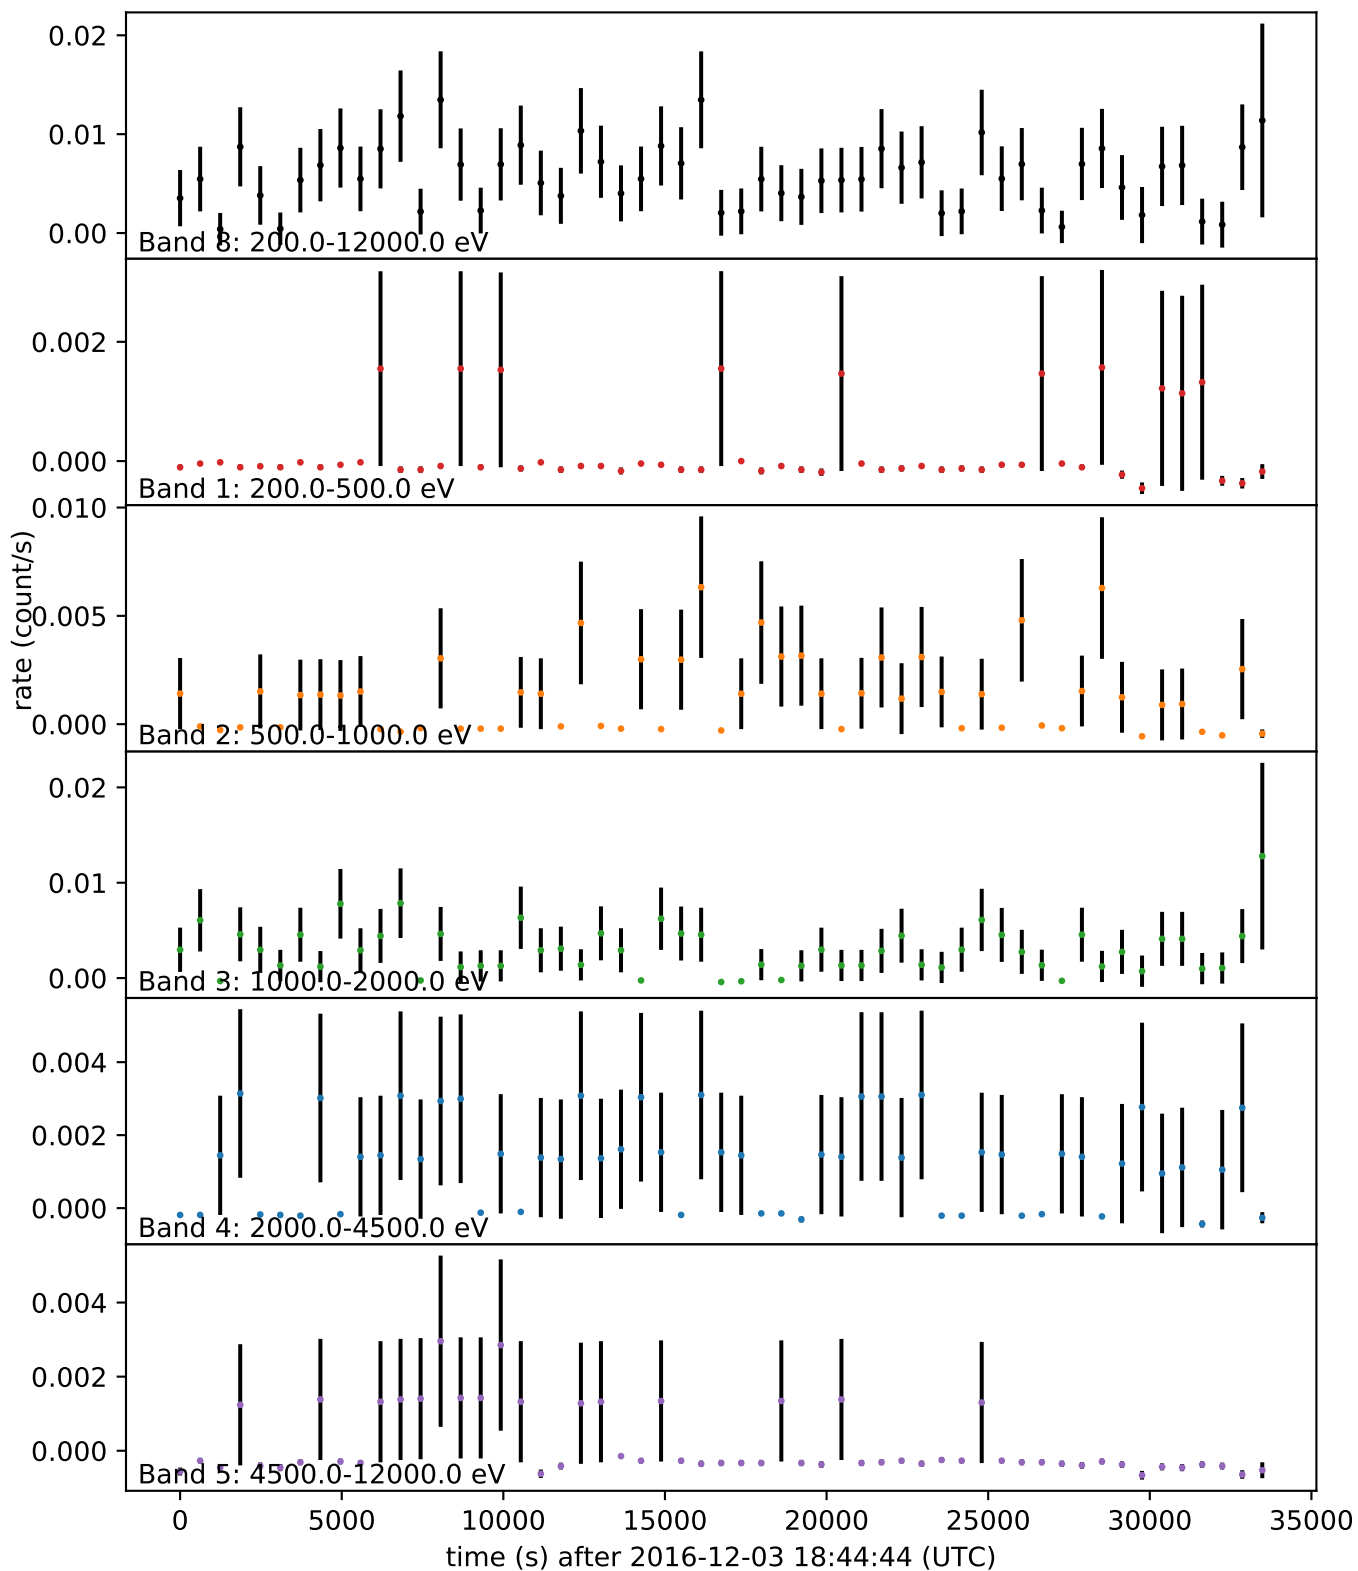 0.02
0.01
0.00
Band 8: 200.0-12000.0 eV
0.002
0.000
Band 1: 200.0-500.0 eV
0.010
0.005
0.000
Band 2: 500.0-1000.0 eV
rate (count/s)
0.02
0.01
0.00
Band 3: 1000.0-2000.0 eV
0.004
0.002
0.000
Band 4: 2000.0-4500.0 eV
0.004
0.002
0.000
Band 5: 4500.0-12000.0 eV
0 5000 10000 15000 20000 25000 30000 35000
time (s) after 2016-12-03 18:44:44 (UTC)